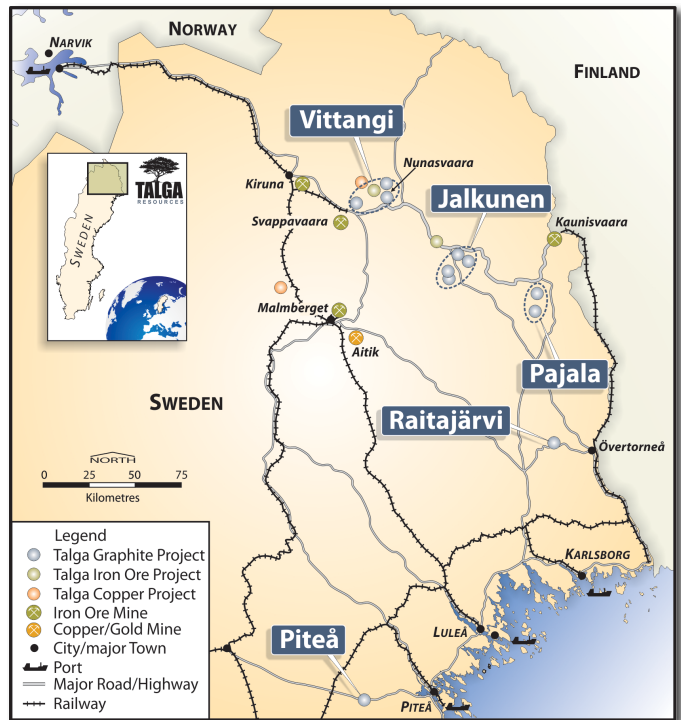 NARVIK
NORWAY
FINLAND
Vittangi
Nunasvaara
Kiruna
Jalkunen
TALGA
RESOURCES
SWEDEN
Svappavaara
Kaunisvaara
Malmberget
Aitik
Pajala
SWEDEN
Raitajärvi
Övertorneå
NORTH
0 25 50 75
Kilometres
Legend
Talga Graphite Project
Talga Iron Ore Project
Talga Copper Project
Iron Ore Mine
Copper/Gold Mine
City/major Town
Port
Major Road/Highway
Railway
KARLSBORG
LULEÅ
Piteå
PITEÅ